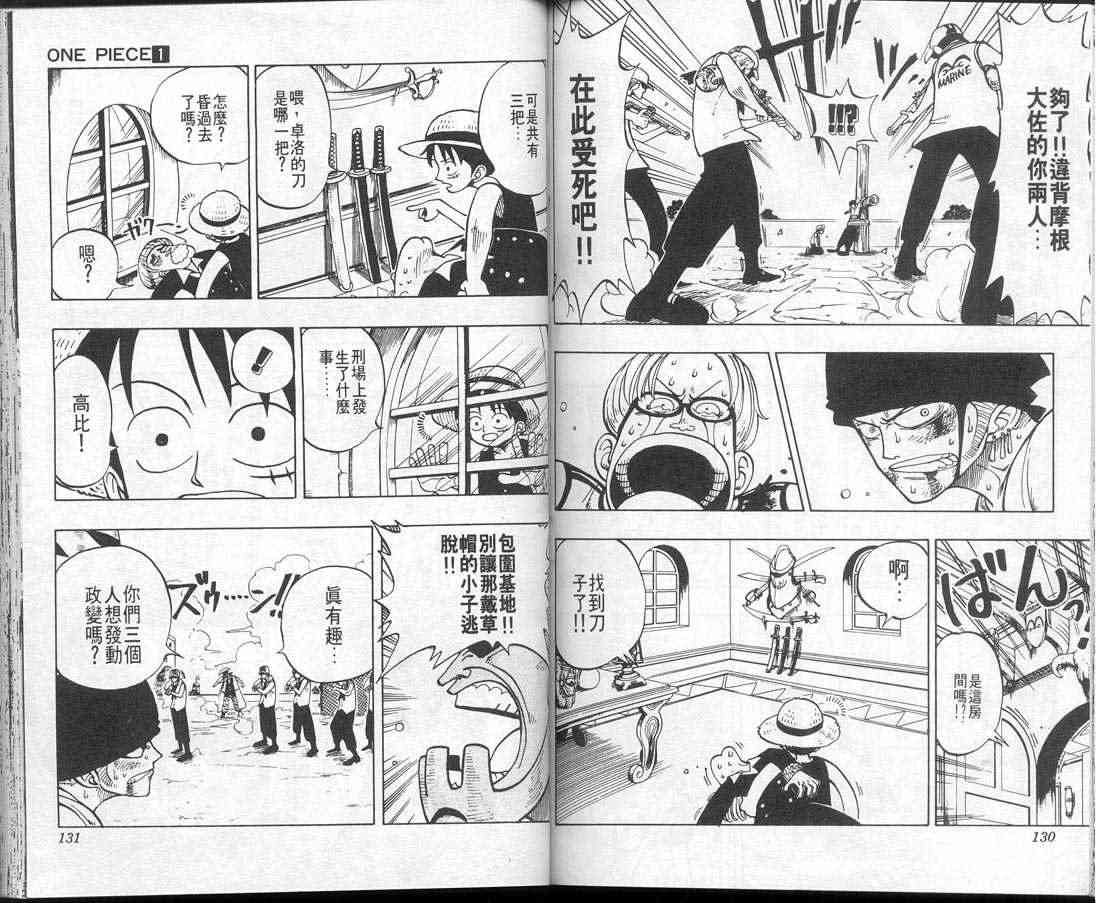 夠了!!違背摩根
大佐的你兩人…
!!!?
MARINE
在此受死吧!!
ばんっ
是這房
間嗎!?
啊…
找到刀
子了!!
130
ONE PIECE 1
可是共有
三把…
喂,卓洛的刀
是哪一把?
怎麼?
昏過去
了嗎?
ガクーン
嗯?
刑場上發
生了什麼
事……
!
高比!
包圍基地!!
別讓那戴草
帽的小子逃
脫!!
真有趣…
ズゥ……ン!!
你們三個
人想發動
政變嗎?
131